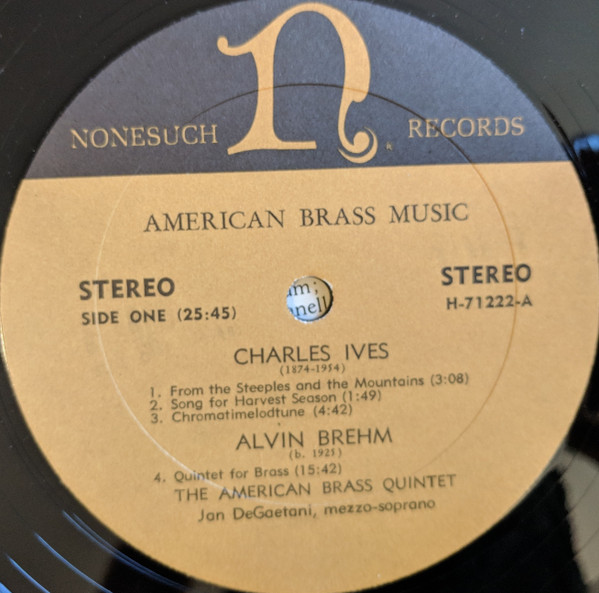 n
NONESUCH RECORDS
AMERICAN BRASS MUSIC
STEREO STEREO
SIDE ONE (25:45) H-71222-A
um;
nell
CHARLES IVES
(1874-1954)
1. From the Steeples and the Mountains (3:08)
2. Song for Harvest Season (1:49)
3. Chromatimelodtune (4:42)
ALVIN BREHM
(b. 1925)
4. Quintet for Brass (15:42)
THE AMERICAN BRASS QUINTET
Jan DeGaetani, mezzo-soprano